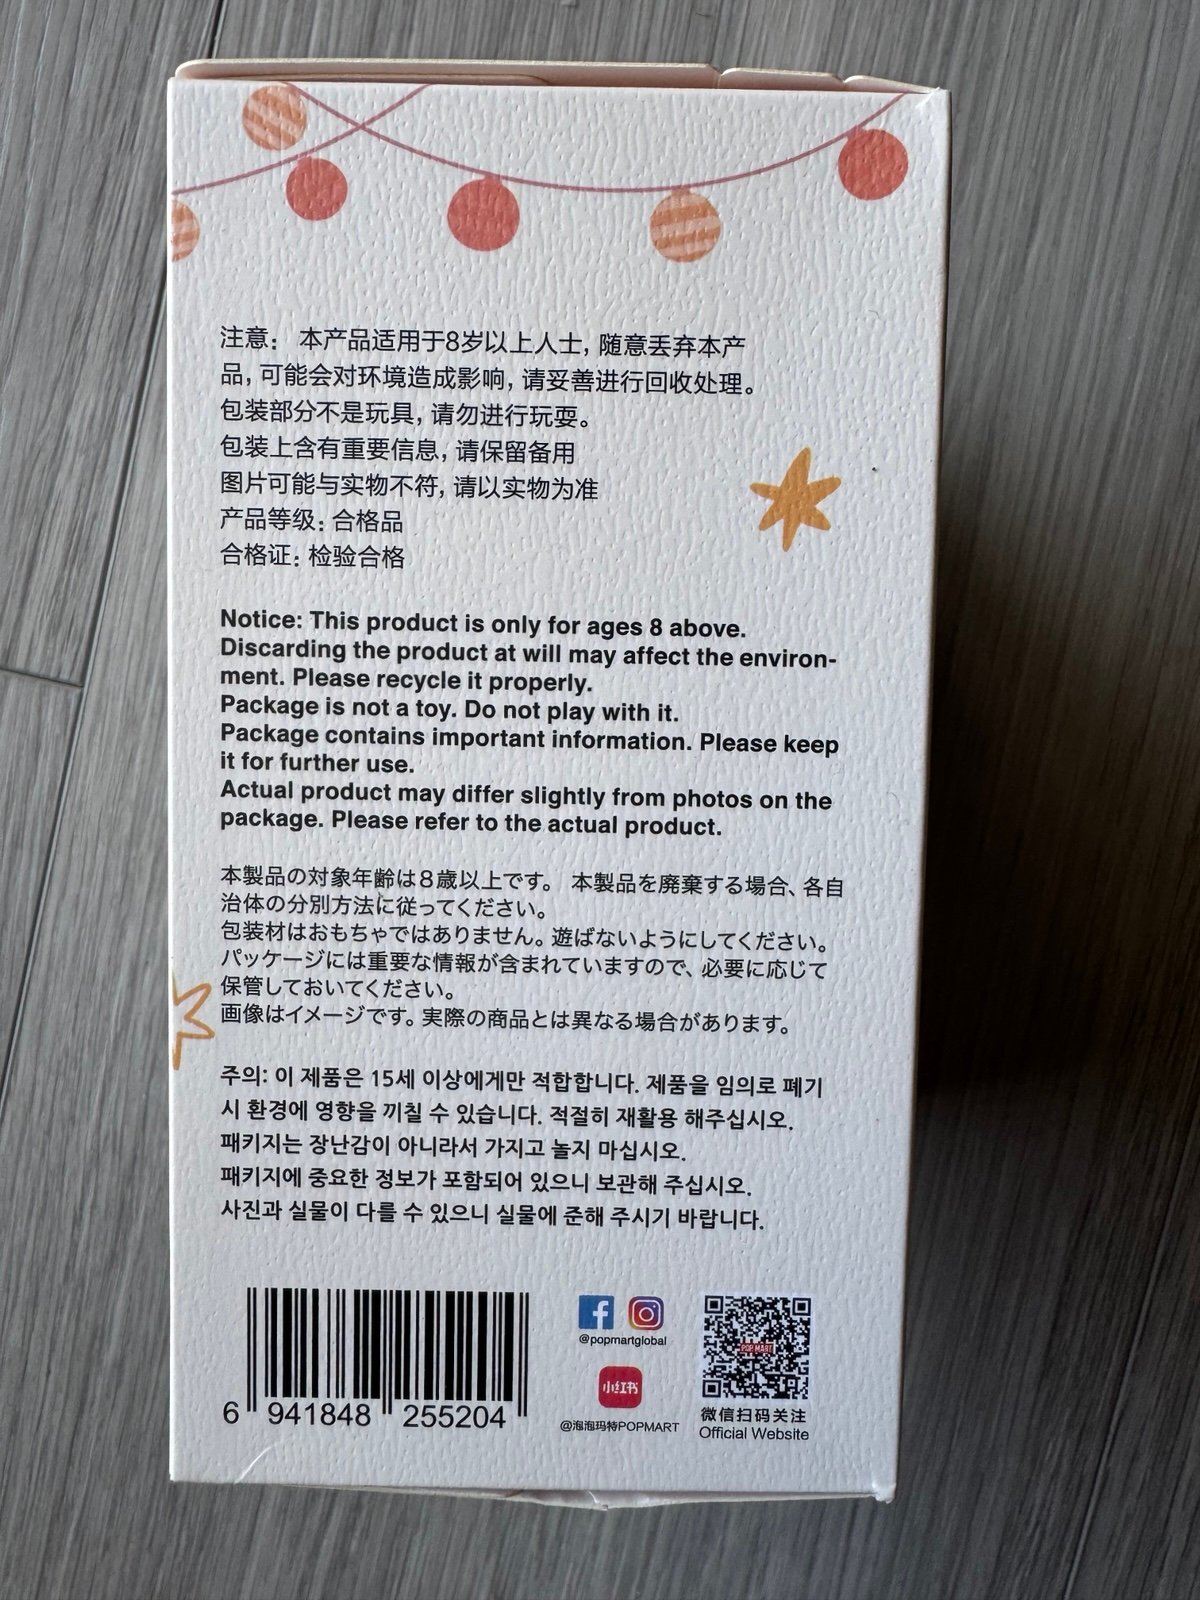 注意： 本产品适用于8岁以上人士，随意丢弃本产
品，可能会对环境造成影响，请妥善进行回收处理。
包装部分不是玩具，请勿进行玩耍。
包装上含有重要信息，请保留备用
图片可能与实物不符，请以实物为准
产品等级：合格品
合格证：检验合格
Notice: This product is only for ages 8 above.
Discarding the product at will may affect the environ-
ment. Please recycle it properly.
Package is not a toy. Do not play with it.
Package contains important information. Please keep
it for further use.
Actual product may differ slightly from photos on the
package. Please refer to the actual product.
本製品の対象年齢は8歳以上です。 本製品を廃棄する場合、各自
治体の分別方法に従ってください。
包装材はおもちゃではありません。遊ばないようにしてください。
パッケージには重要な情報が含まれていますので、必要に応じて
保管しておいてください。
画像はイメージです。実際の商品とは異なる場合があります。
주의: 이 제품은 15세 이상에게만 적합합니다. 제품을 임의로 폐기
시 환경에 영향을 끼칠 수 있습니다. 적절히 재활용 해주십시오.
패키지는 장난감이 아니라서 가지고 놀지 마십시오.
패키지에 중요한 정보가 포함되어 있으니 보관해 주십시오.
사진과 실물이 다를 수 있으니 실물에 준해 주시기 바랍니다.
6 941848 255204
@popmartglobal
小红书
@泡泡玛特POPMART
POP MART
微信扫码关注
Official Website